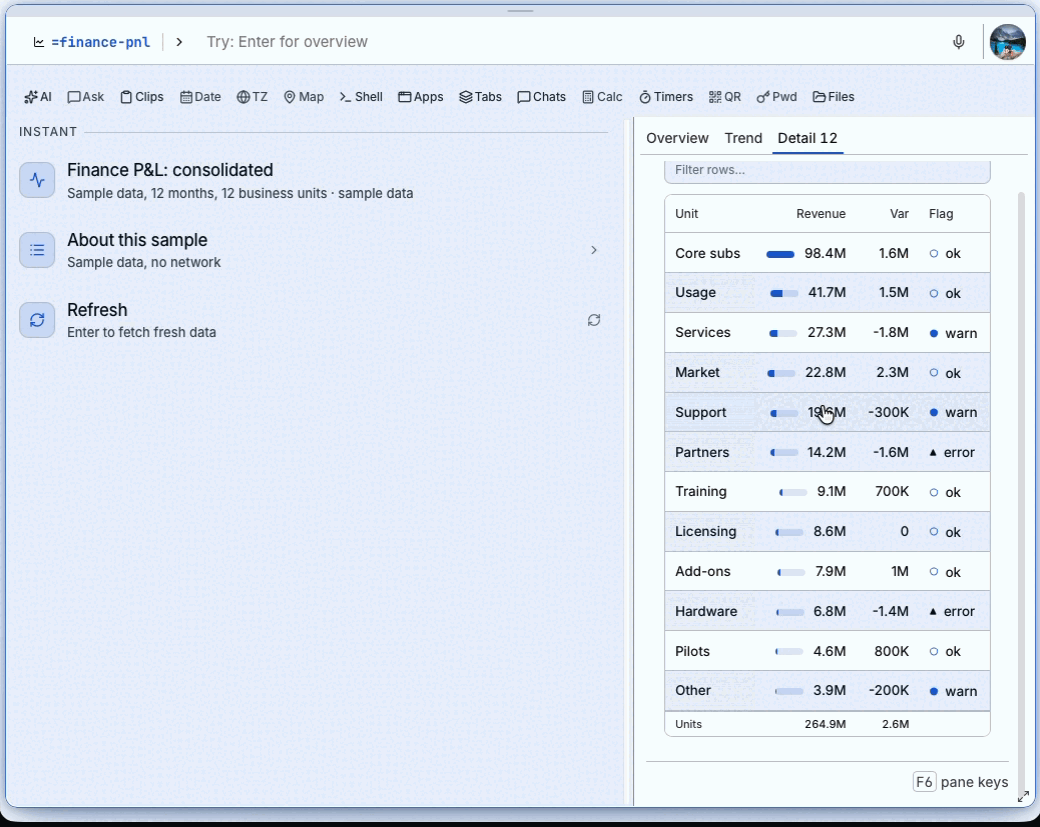 =finance-pnl > Try: Enter for overview
AI Ask Clips Date TZ Map Shell Apps Tabs Chats Calc Timers QR Pwd Files
INSTANT
Finance P&L: consolidated
Sample data, 12 months, 12 business units · sample data
About this sample
Sample data, no network
Refresh
Enter to fetch fresh data
Overview Trend Detail 12
Filter rows...
Unit Revenue Var Flag
Core subs 98.4M 1.6M ok
Usage 41.7M 1.5M ok
Services 27.3M -1.8M warn
Market 22.8M 2.3M ok
Support -300K warn
Partners 14.2M -1.6M error
Training 9.1M 700K ok
Licensing 8.6M 0 ok
Add-ons 7.9M 1M ok
Hardware 6.8M -1.4M error
Pilots 4.6M 800K ok
Other 3.9M -200K warn
Units 264.9M 2.6M
F6 pane keys